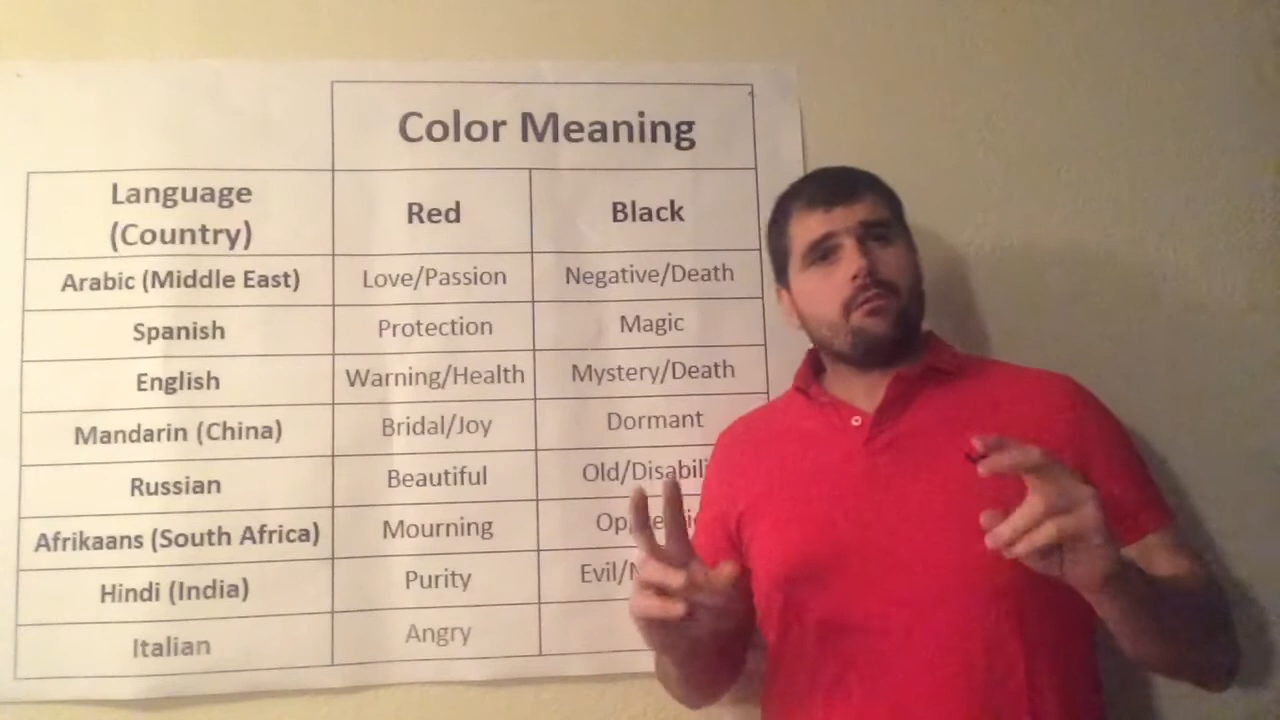 Color Meaning
Language
(Country)
Red
Black
Arabic (Middle East)
Love/Passion
Negative/Death
Spanish
Protection
Magic
English
Warning/Health
Mystery/Death
Mandarin (China)
Bridal/Joy
Dormant
Russian
Beautiful
Afrikaans (South Africa)
Mourning
Hindi (India)
Purity
Italian
Angry